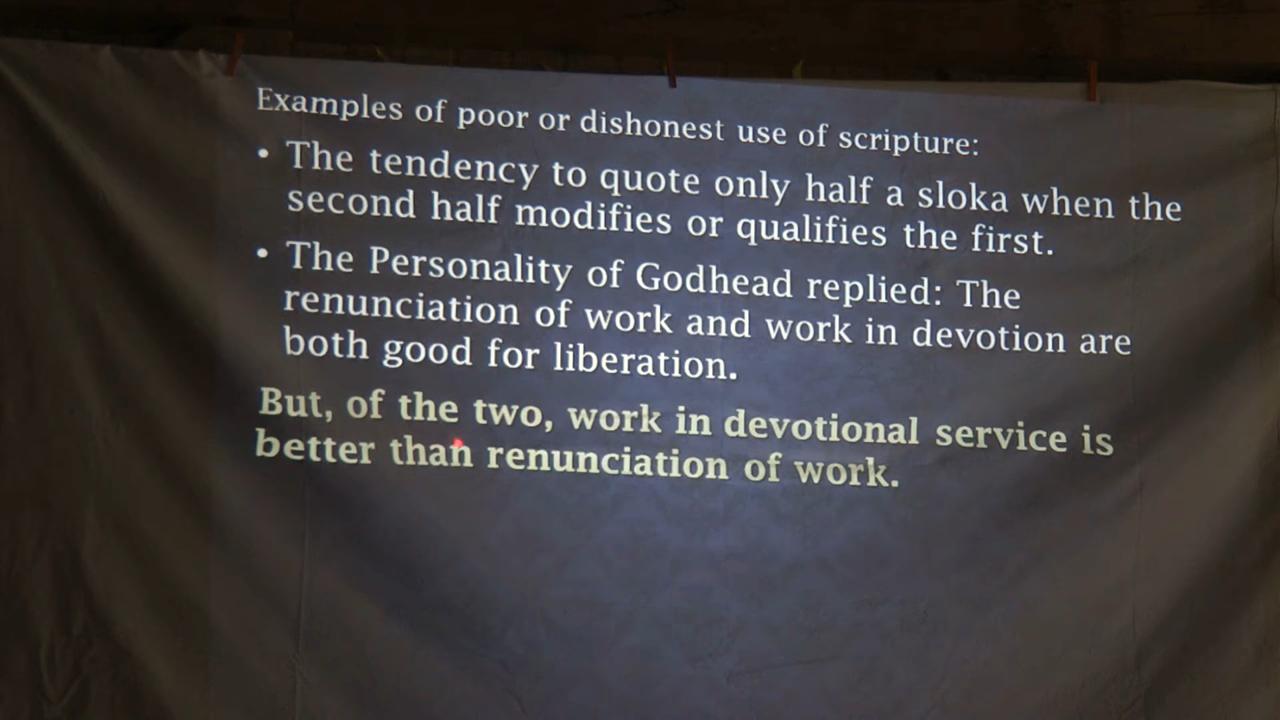 Examples of poor or dishonest use of scripture:
• The tendency to quote only half a sloka when the
second half modifies or qualifies the first.
• The Personality of Godhead replied: The
renunciation of work and work in devotion are
both good for liberation.
But, of the two, work in devotional service is
better than renunciation of work.